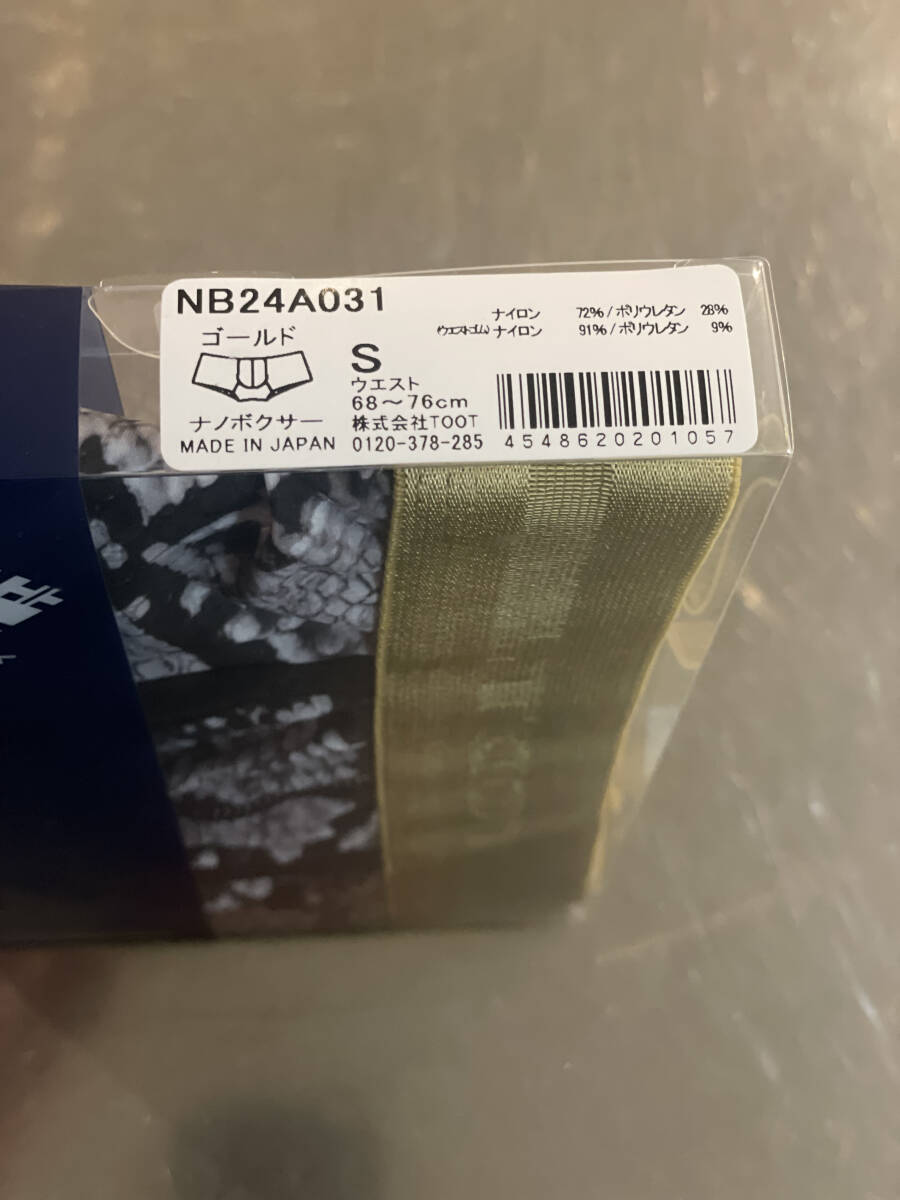 NB24A031
ゴールド
ナノボクサー
MADE IN JAPAN
S
ウエスト
68～76cm
株式会社TOOT
0120-378-285
ナイロン 72%/ポリウレタン 28%
(ウエストゴム)ナイロン 91%/ポリウレタン 9%
4548620201057